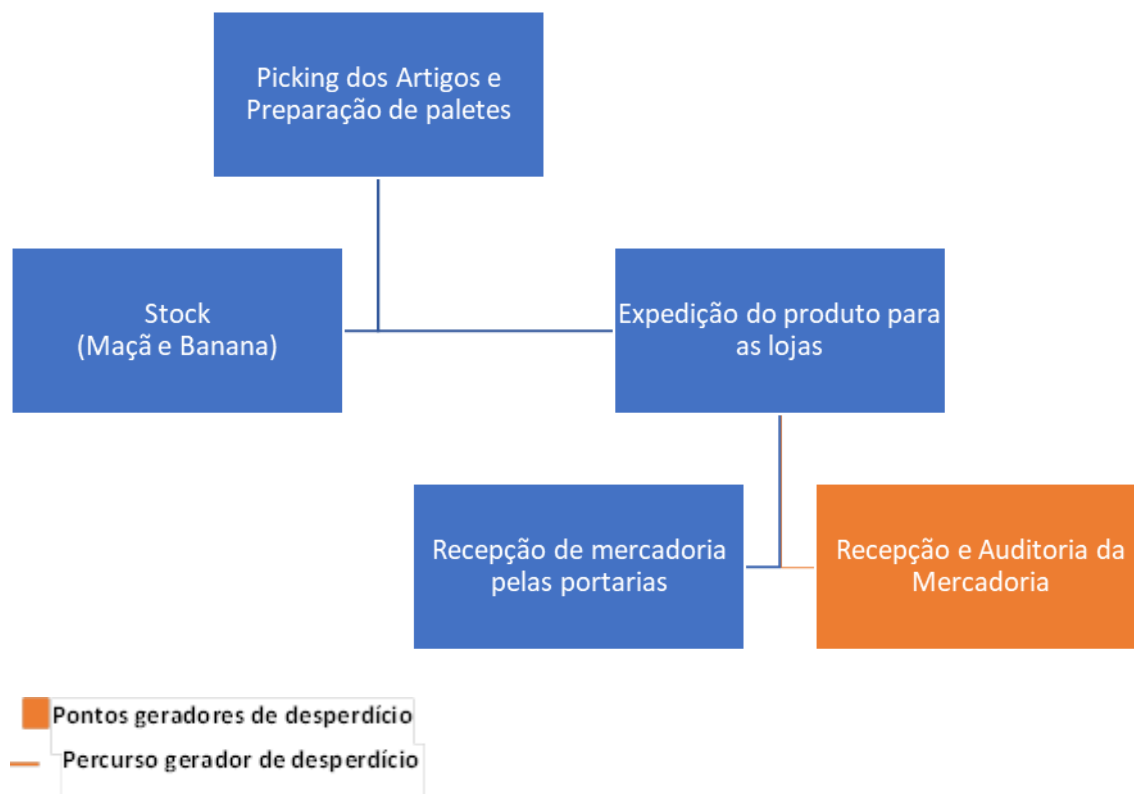 Picking dos Artigos e
Preparação de paletes
Stock
(Maçã e Banana)
Expedição do produto para
as lojas
Recepção de mercadoria
pelas portarias
Recepção e Auditoria da
Mercadoria
Pontos geradores de desperdício
Percurso gerador de desperdício